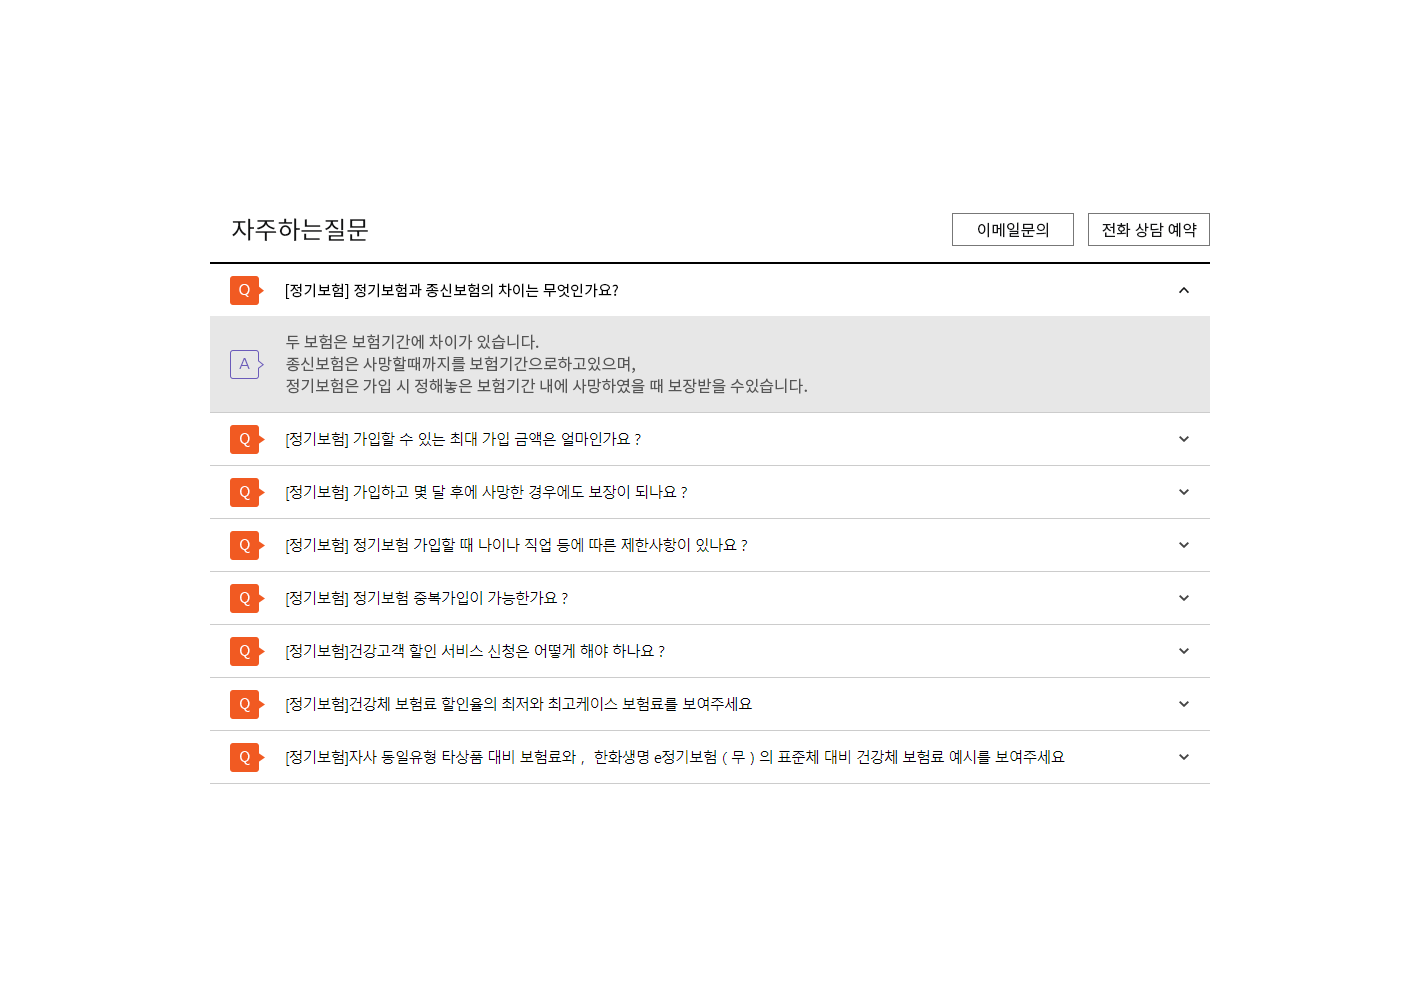 자주하는질문
이메일문의
전화 상담 예약
Q [정기보험] 정기보험과 종신보험의 차이는 무엇인가요?
두 보험은 보험기간에 차이가 있습니다.
A 종신보험은 사망할때까지를 보험기간으로하고있으며,
정기보험은 가입 시 정해놓은 보험기간 내에 사망하였을 때 보장받을 수있습니다.
Q [정기보험] 가입할 수 있는 최대 가입 금액은 얼마인가요 ?
Q [정기보험] 가입하고 몇 달 후에 사망한 경우에도 보장이 되나요 ?
Q [정기보험] 정기보험 가입할 때 나이나 직업 등에 따른 제한사항이 있나요 ?
Q [정기보험] 정기보험 중복가입이 가능한가요 ?
Q [정기보험]건강고객 할인 서비스 신청은 어떻게 해야 하나요 ?
Q [정기보험]건강체 보험료 할인율의 최저와 최고케이스 보험료를 보여주세요
Q [정기보험]자사 동일유형 타상품 대비 보험료와 , 한화생명 e정기보험 ( 무 ) 의 표준체 대비 건강체 보험료 예시를 보여주세요